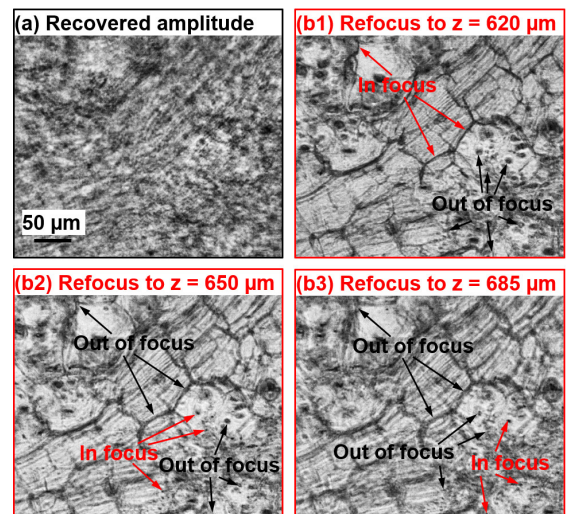 (a) Recovered amplitude
50 μm
(b1) Refocus to z = 620 μm
In focus
Out of focus
(b2) Refocus to z = 650 μm
Out of focus
In focus
Out of focus
(b3) Refocus to z = 685 μm
Out of focus
Out of focus
In focus